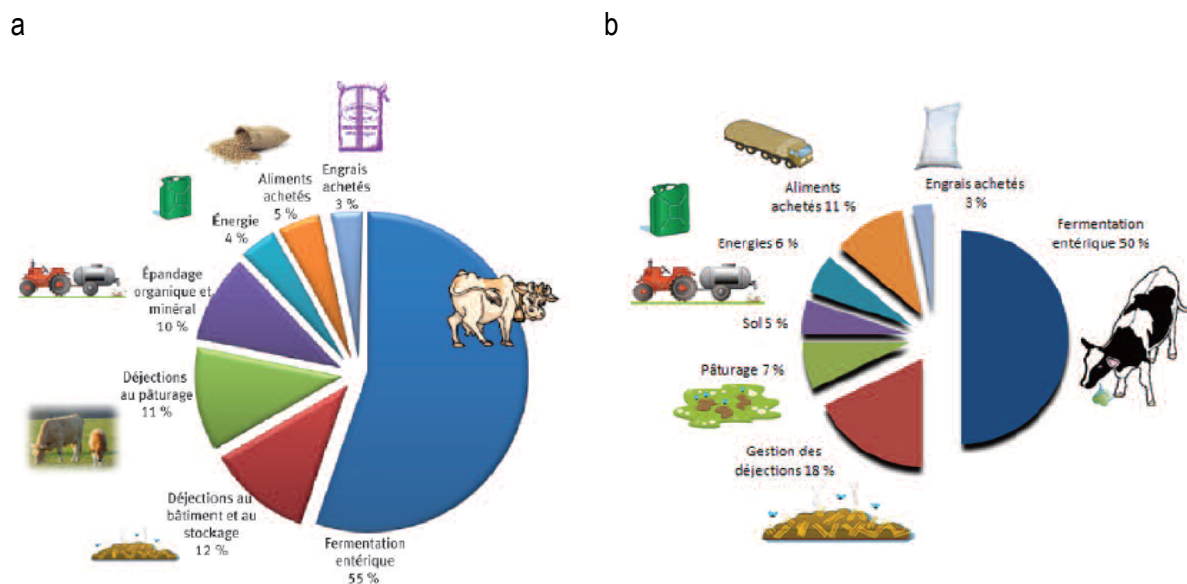 a
b
Engrais
achetés
3 %
Aliments
achetés
5 %
Énergie
4 %
Épandage
organique et
minéral
10 %
Déjections
au pâturage
11 %
Déjections au
bâtiment et au
stockage
12 %
Fermentation
entérique
55 %
Engrais achetés
3 %
Aliments
achetés 11 %
Fermentation
entérique 50 %
Energies 6 %
Sol 5 %
Pâturage 7 %
Gestion des
déjections 18 %